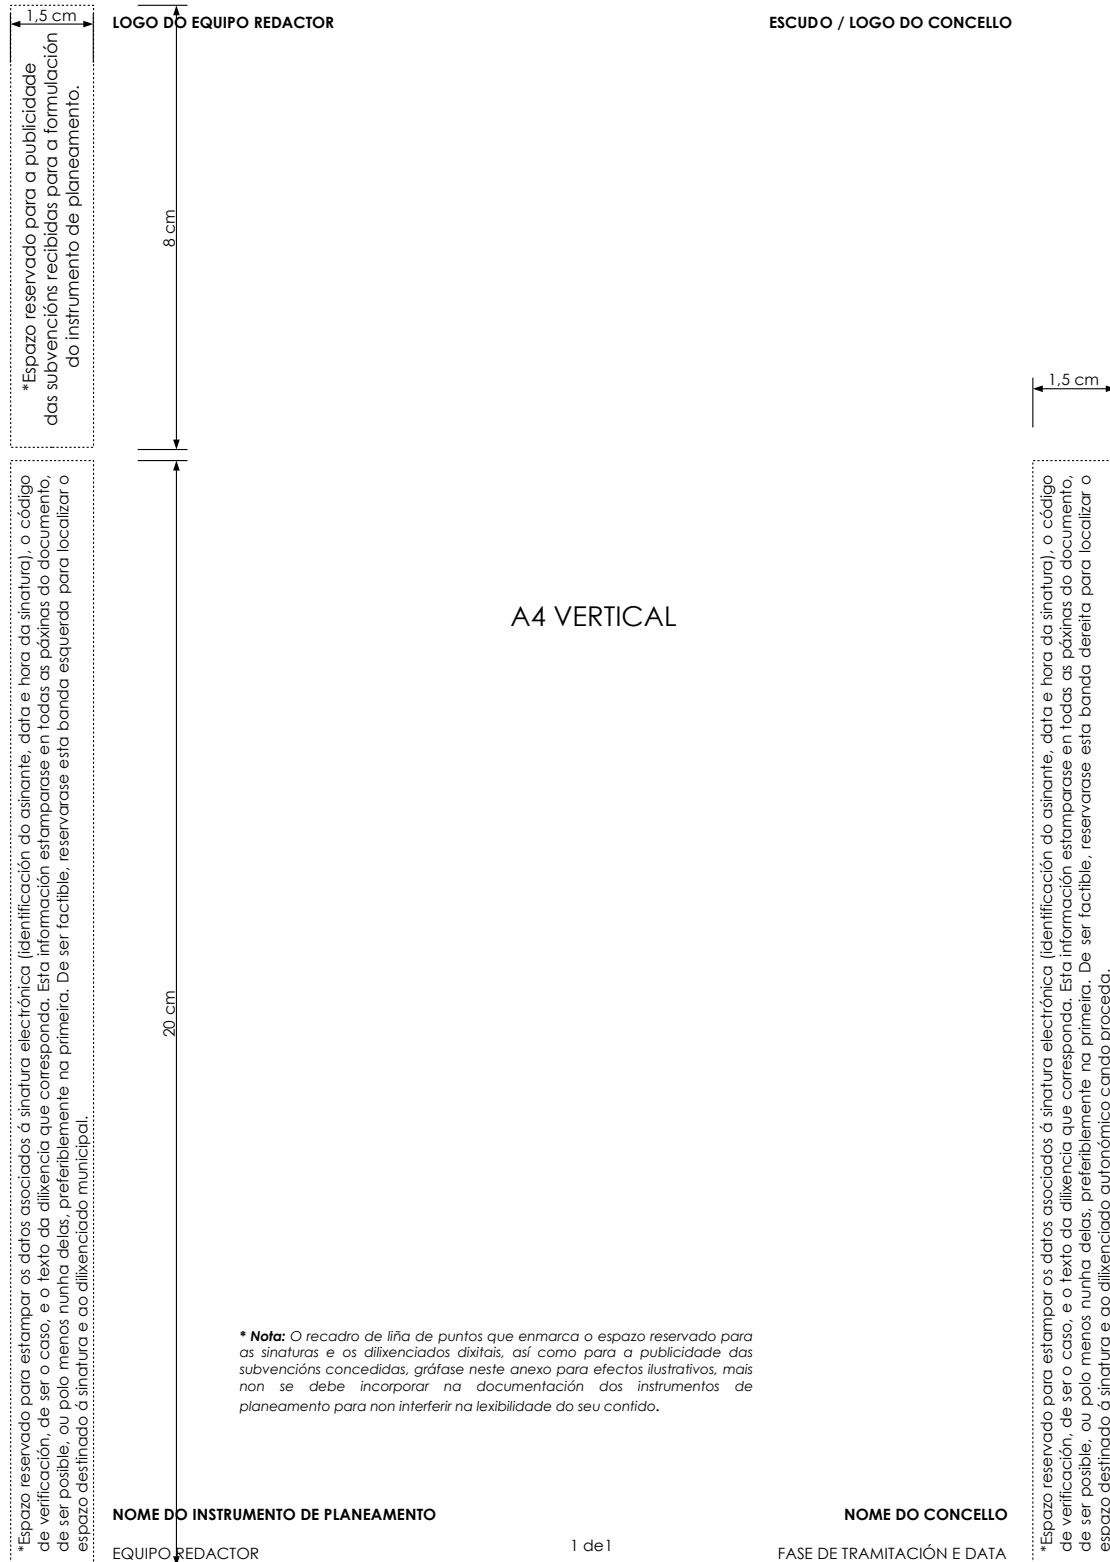 1,5 cm
LOGO DO EQUIPO REDACTOR
ESCUDO / LOGO DO CONCELLO
*Espazo reservado para a publicidade
das subvencións recibidas para a formulación
do instrumento de planeamento.
8 cm
1,5 cm
*Espazo reservado para estampar os datos asociados á sinatura electrónica (identificación do asinante, data e hora da sinatura), o código
de verificación, de ser o caso, e o texto da dilixencia que corresponda. Esta información estamparase en todas as páxinas do documento,
de ser posible, ou polo menos nunha delas, preferiblemente na primeira. De ser factible, reservarase esta banda esquerda para localizar o
espazo destinado á sinatura e ao dilixenciado municipal.
20 cm
A4 VERTICAL
*Espazo reservado para estampar os datos asociados á sinatura electrónica (identificación do asinante, data e hora da sinatura), o código
de verificación, de ser o caso, e o texto da dilixencia que corresponda. Esta información estamparase en todas as páxinas do documento,
de ser posible, ou polo menos nunha delas, preferiblemente na primeira. De ser factible, reservarase esta banda dereita para localizar o
espazo destinado á sinatura e ao dilixenciado autonómico cando proceda.
* Nota: O recadro de liña de puntos que enmarca o espazo reservado para
as sinaturas e os dilixenciados dixitais, así como para a publicidade das
subvencións concedidas, gráfase neste anexo para efectos ilustrativos, mais
non se debe incorporar na documentación dos instrumentos de
planeamento para non interferir na lexibilidade do seu contido.
NOME DO INSTRUMENTO DE PLANEAMENTO
NOME DO CONCELLO
EQUIPO REDACTOR
1 de1
FASE DE TRAMITACIÓN E DATA